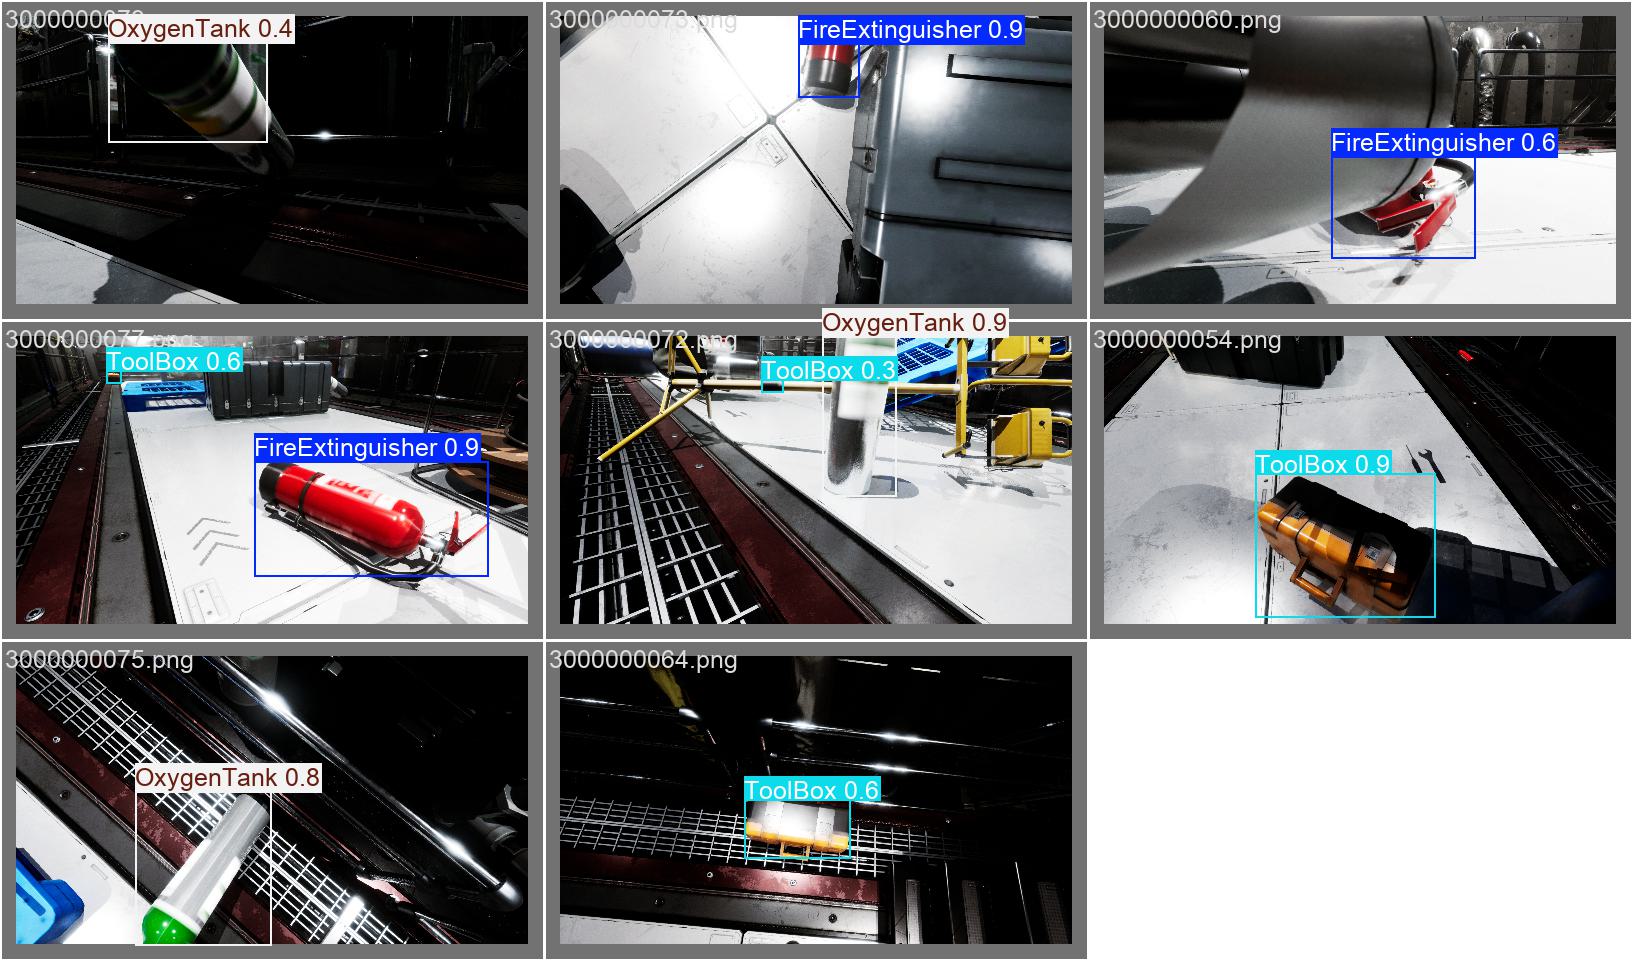 OxygenTank 0.4
3000000073.png
FireExtinguisher 0.9
3000000060.png
FireExtinguisher 0.6
3000000077.png
ToolBox 0.6
FireExtinguisher 0.9
3000000072.png
OxygenTank 0.9
ToolBox 0.3
3000000054.png
ToolBox 0.9
3000000075.png
OxygenTank 0.8
3000000064.png
ToolBox 0.6